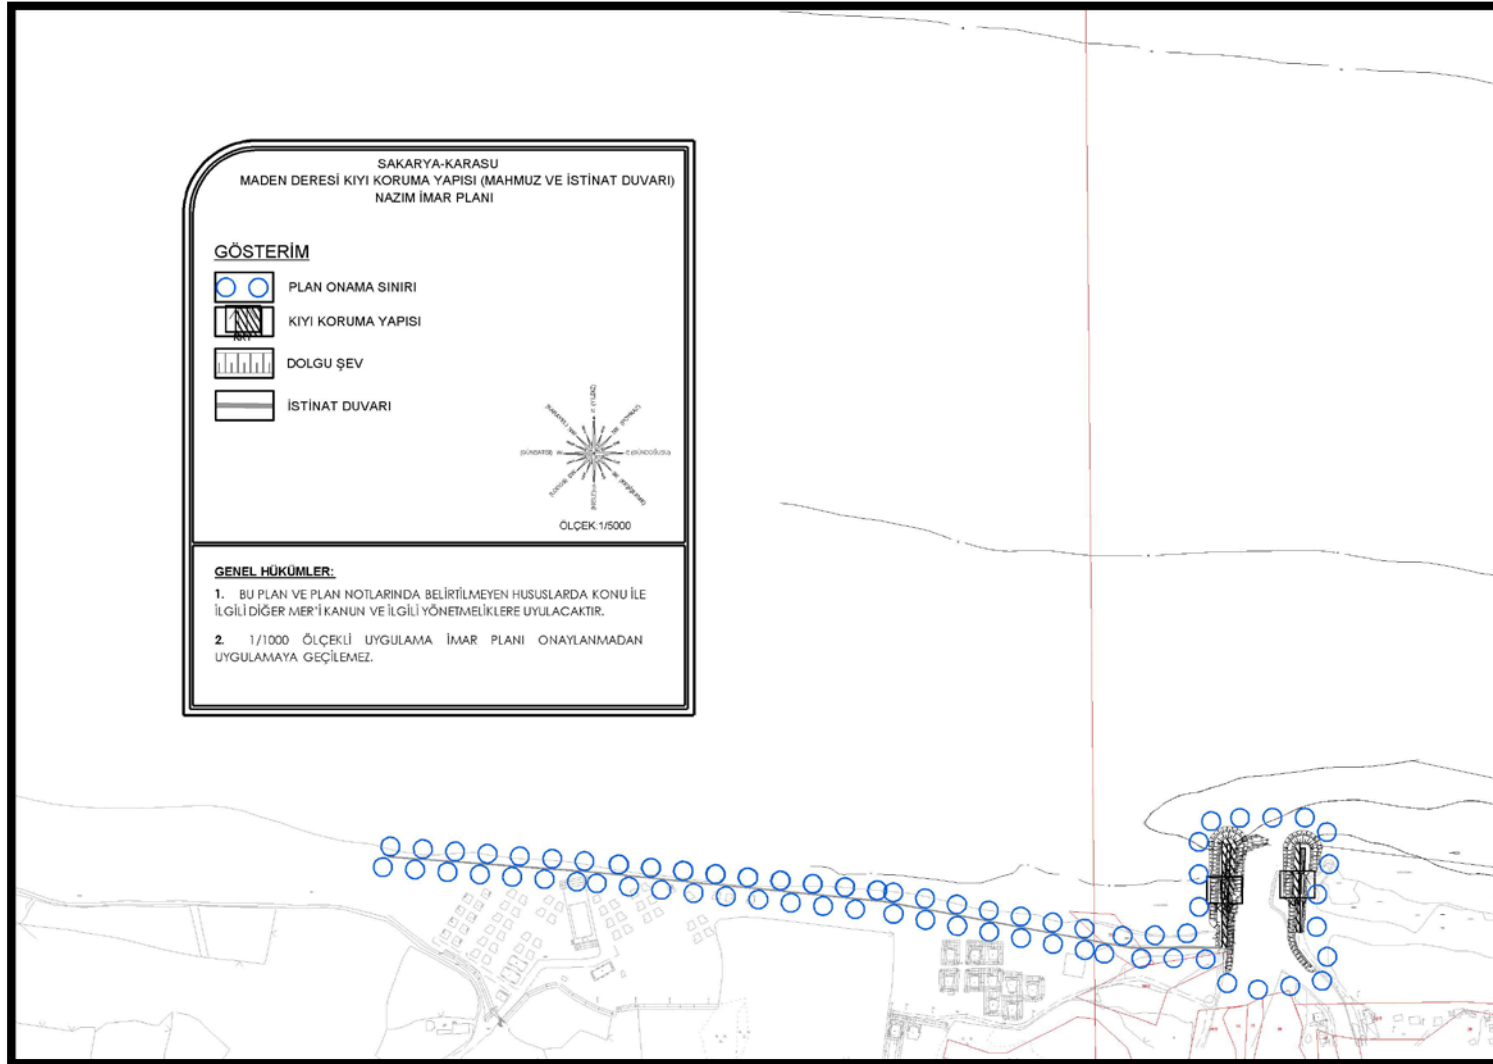 SAKARYA-KARASU
MADEN DERESİ KIYI KORUMA YAPISI (MAHMUZ VE İSTİNAT DUVARI)
NAZIM İMAR PLANI
GÖSTERİM
PLAN ONAMA SINIRI
KIYI KORUMA YAPISI
DOLGU ŞEV
İSTİNAT DUVARI
ÖLÇEK:1/5000
GENEL HÜKÜMLER:
1. BU PLAN VE PLAN NOTLARINDA BELİRTİLMEYEN HUSUSLARDA KONU İLE
İLGİLİ DİĞER MER'İ KANUN VE İLGİLİ YÖNETMELİKLERE UYULACAKTIR.
2. 1/1000 ÖLÇEKLİ UYGULAMA İMAR PLANI ONAYLANMADAN
UYGULAMAYA GEÇİLEMEZ.